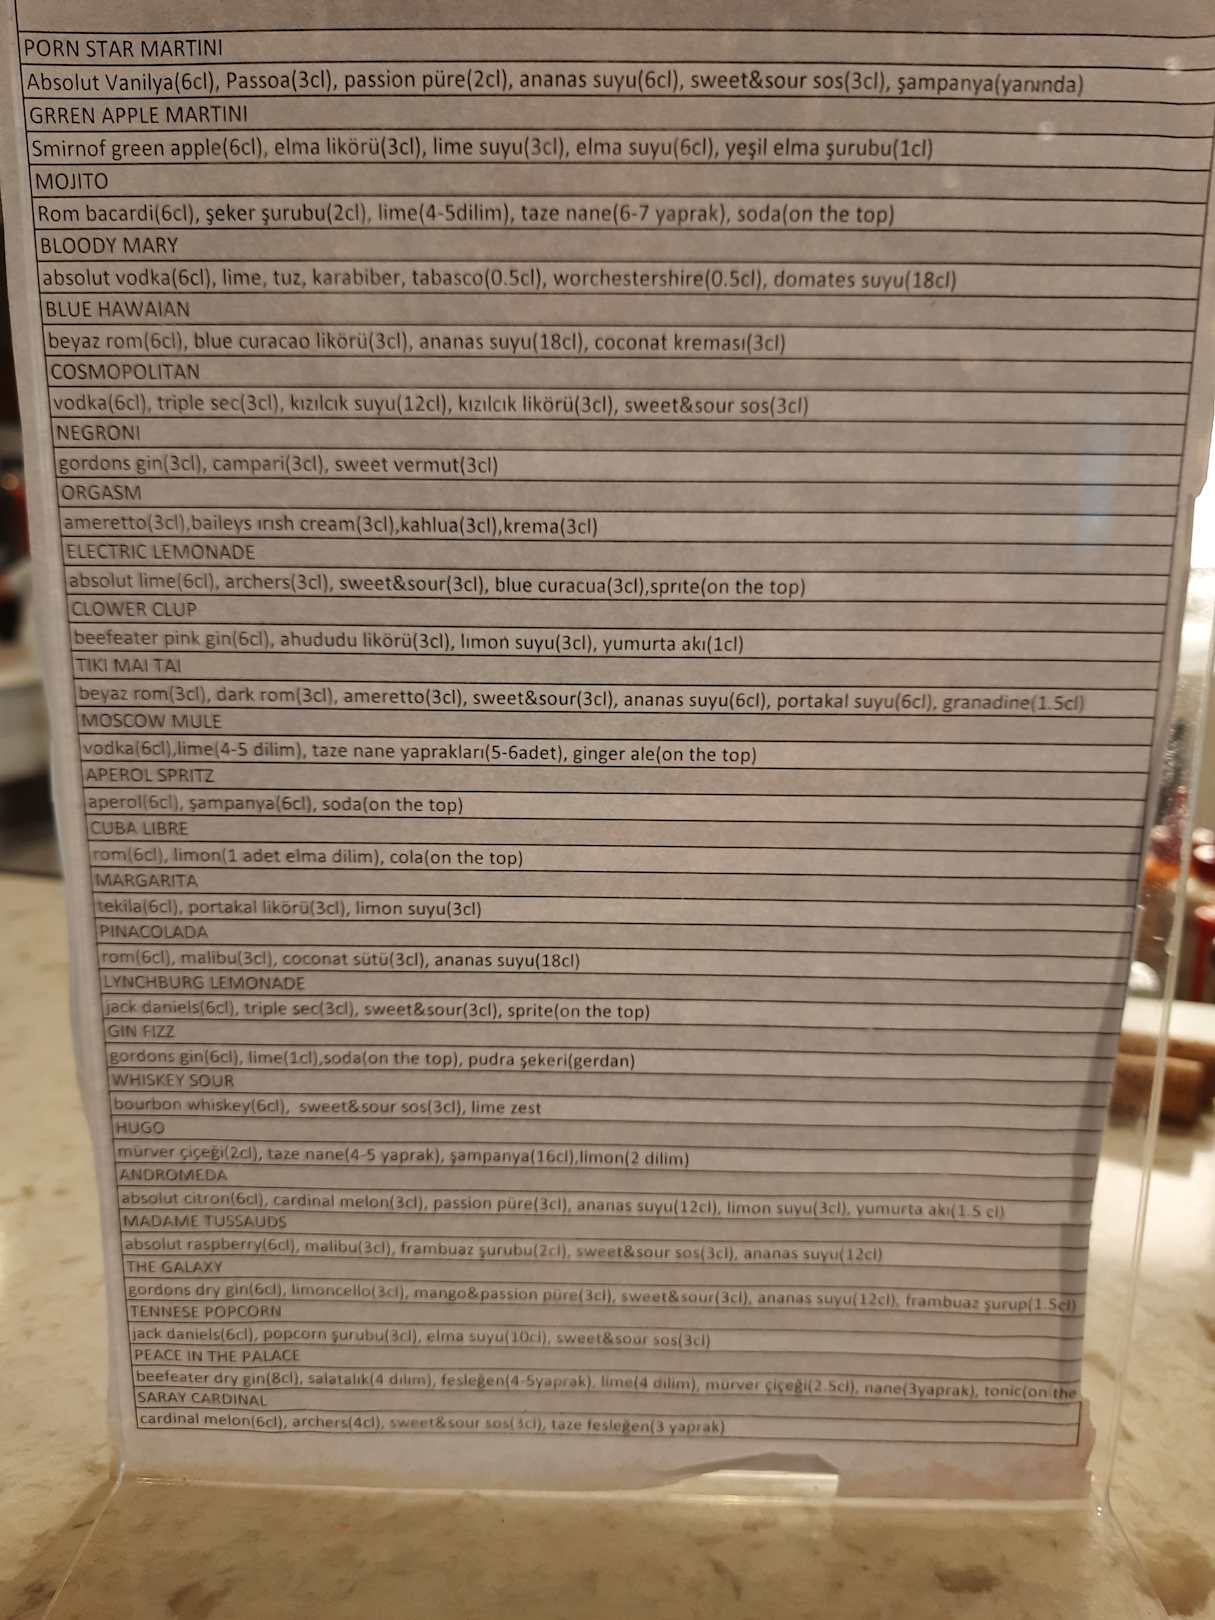 PORN STAR MARTINI
Absolut Vanilya(6cl), Passoa(3cl), passion püre(2cl), ananas suyu(6cl), sweet&sour sos(3cl), şampanya(yanında)
GRREN APPLE MARTINI
Smirnof green apple(6cl), elma likörü(3cl), lime suyu(3cl), elma suyu(6cl), yeşil elma şurubu(1cl)
MOJITO
Rom bacardi(6cl), şeker şurubu(2cl), lime(4-5dilim), taze nane(6-7 yaprak), soda(on the top)
BLOODY MARY
absolut vodka(6cl), lime, tuz, karabiber, tabasco(0.5cl), worchestershire(0.5cl), domates suyu(18cl)
BLUE HAWAIAN
beyaz rom(6cl), blue curacao likörü(3cl), ananas suyu(18cl), coconat kreması(3cl)
COSMOPOLITAN
vodka(6cl), triple sec(3cl), kızılcık suyu(12cl), kızılcık likörü(3cl), sweet&sour sos(3cl)
NEGRONI
gordons gin(3cl), campari(3cl), sweet vermut(3cl)
ORGASM
ameretto(3cl),baileys ırısh cream(3cl),kahlua(3cl),krema(3cl)
ELECTRIC LEMONADE
absolut lime(6cl), archers(3cl), sweet&sour(3cl), blue curacua(3cl),sprıte(on the top)
CLOWER CLUP
beefeater pink gin(6cl), ahududu likörü(3cl), lımon suyu(3cl), yumurta akı(1cl)
TIKI MAI TAI
beyaz rom(3cl), dark rom(3cl), ameretto(3cl), sweet&sour(3cl), ananas suyu(6cl), portakal suyu(6cl), granadine(1.5cl)
MOSCOW MULE
vodka(6cl),lime(4-5 dilim), taze nane yaprakları(5-6adet), ginger ale(on the top)
APEROL SPRITZ
aperol(6cl), şampanya(6cl), soda(on the top)
CUBA LIBRE
rom(6cl), limon(1 adet elma dilim), cola(on the top)
MARGARITA
tekila(6cl), portakal likörü(3cl), limon suyu(3cl)
PINACOLADA
rom(6cl), malibu(3cl), coconat sütü(3cl), ananas suyu(18cl)
LYNCHBURG LEMONADE
jack daniels(6cl), triple sec(3cl), sweet&sour(3cl), sprite(on the top)
GIN FIZZ
gordons gin(6cl), lime(1cl),soda(on the top), pudra şekeri(gerdan)
WHISKEY SOUR
bourbon whiskey(6cl), sweet&sour sos(3cl), lime zest
HUGO
mürver çiçeği(2cl), taze nane(4-5 yaprak), şampanya(16cl),limon(2 dilim)
ANDROMEDA
absolut citron(6cl), cardinal melon(3cl), passion püre(3cl), ananas suyu(12cl), limon suyu(3cl), yumurta akı(1.5 cl)
MADAME TUSSAUDS
absolut raspberry(6cl), malibu(3cl), frambuaz şurubu(2cl), sweet&sour sos(3cl), ananas suyu(12cl)
THE GALAXY
gordons dry gin(6cl), limoncello(3cl), mango&passion püre(3cl), sweet&sour(3cl), ananas suyu(12cl), frambuaz şurup(1.5cl)
TENNESE POPCORN
jack daniels(6cl), popcorn şurubu(3cl), elma suyu(10cl), sweet&sour sos(3cl)
PEACE IN THE PALACE
beefeater dry gin(8cl), salatalık(4 dılım), fesleğen(4-5yaprak), lime(4 dilim), mürver çiçeği(2.5cl), nane(3yaprak), tonic(on the
SARAY CARDINAL
cardinal melon(6cl), archers(4cl), sweet&sour sos(3cl), taze fesleğen(3 yaprak)